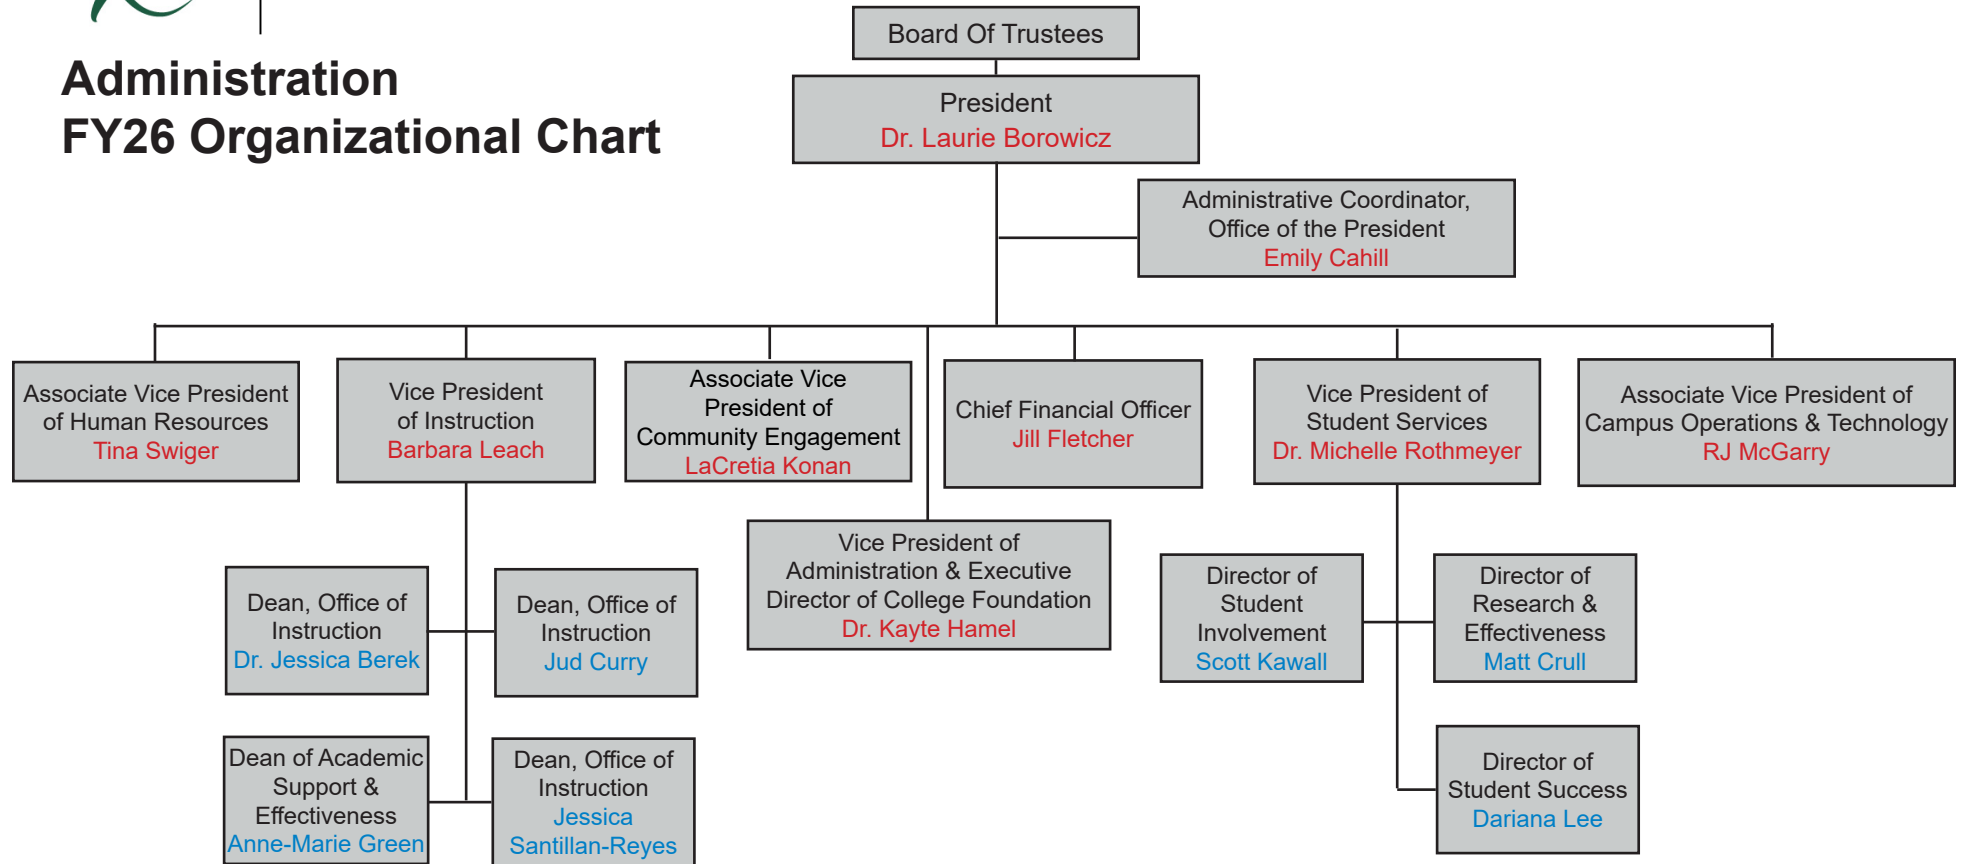 Administration
FY26 Organizational Chart
Board Of Trustees
President
Dr. Laurie Borowicz
Administrative Coordinator,
Office of the President
Emily Cahill
Associate Vice President
of Human Resources
Tina Swiger
Vice President
of Instruction
Barbara Leach
Associate Vice
President of
Community Engagement
LaCretia Konan
Chief Financial Officer
Jill Fletcher
Vice President of
Student Services
Dr. Michelle Rothmeyer
Associate Vice President of
Campus Operations & Technology
RJ McGarry
Vice President of
Administration & Executive
Director of College Foundation
Dr. Kayte Hamel
Dean, Office of
Instruction
Dr. Jessica Berek
Dean, Office of
Instruction
Jud Curry
Director of
Student
Involvement
Scott Kawall
Director of
Research &
Effectiveness
Matt Crull
Dean of Academic
Support &
Effectiveness
Anne-Marie Green
Dean, Office of
Instruction
Jessica
Santillan-Reyes
Director of
Student Success
Dariana Lee